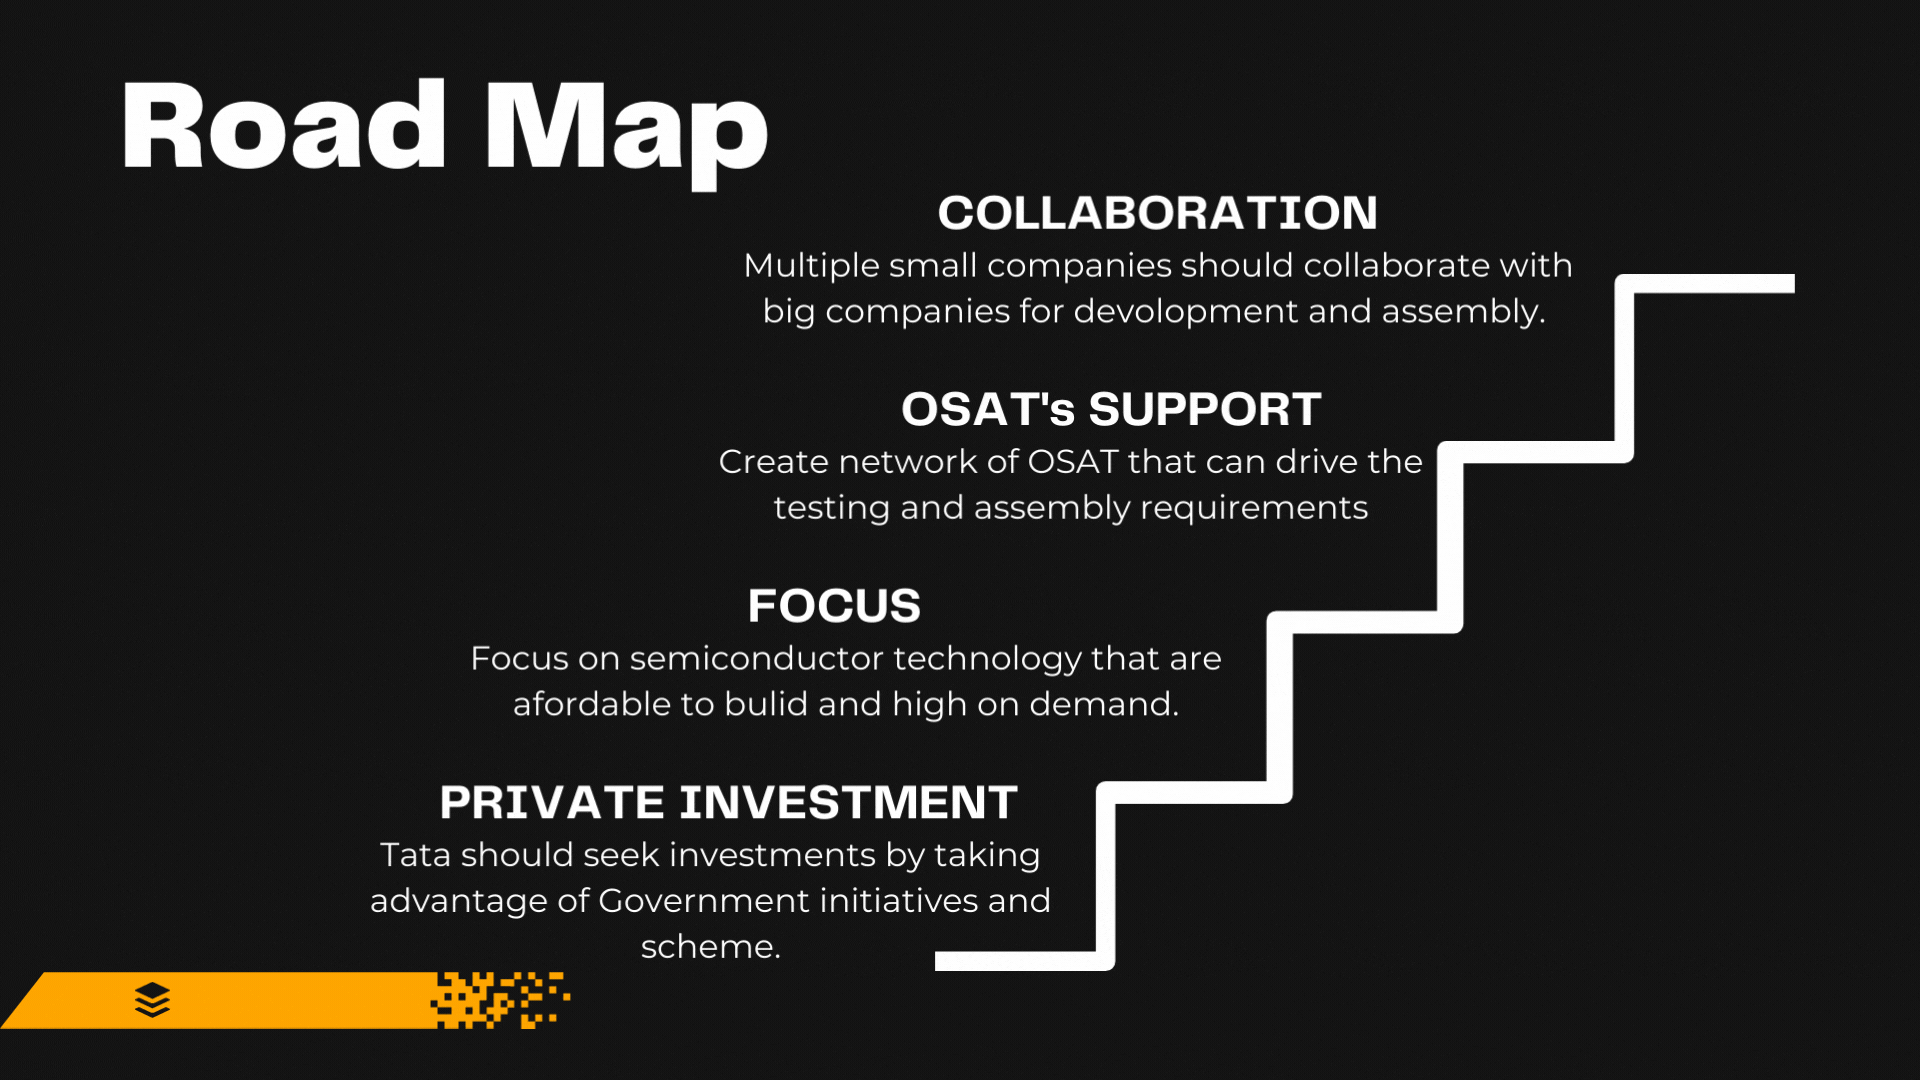 Road Map
COLLABORATION
Multiple small companies should collaborate with
big companies for devolopment and assembly.
OSAT's SUPPORT
Create network of OSAT that can drive the
testing and assembly requirements
FOCUS
Focus on semiconductor technology that are
afordable to bulid and high on demand.
PRIVATE INVESTMENT
Tata should seek investments by taking
advantage of Government initiatives and
scheme.